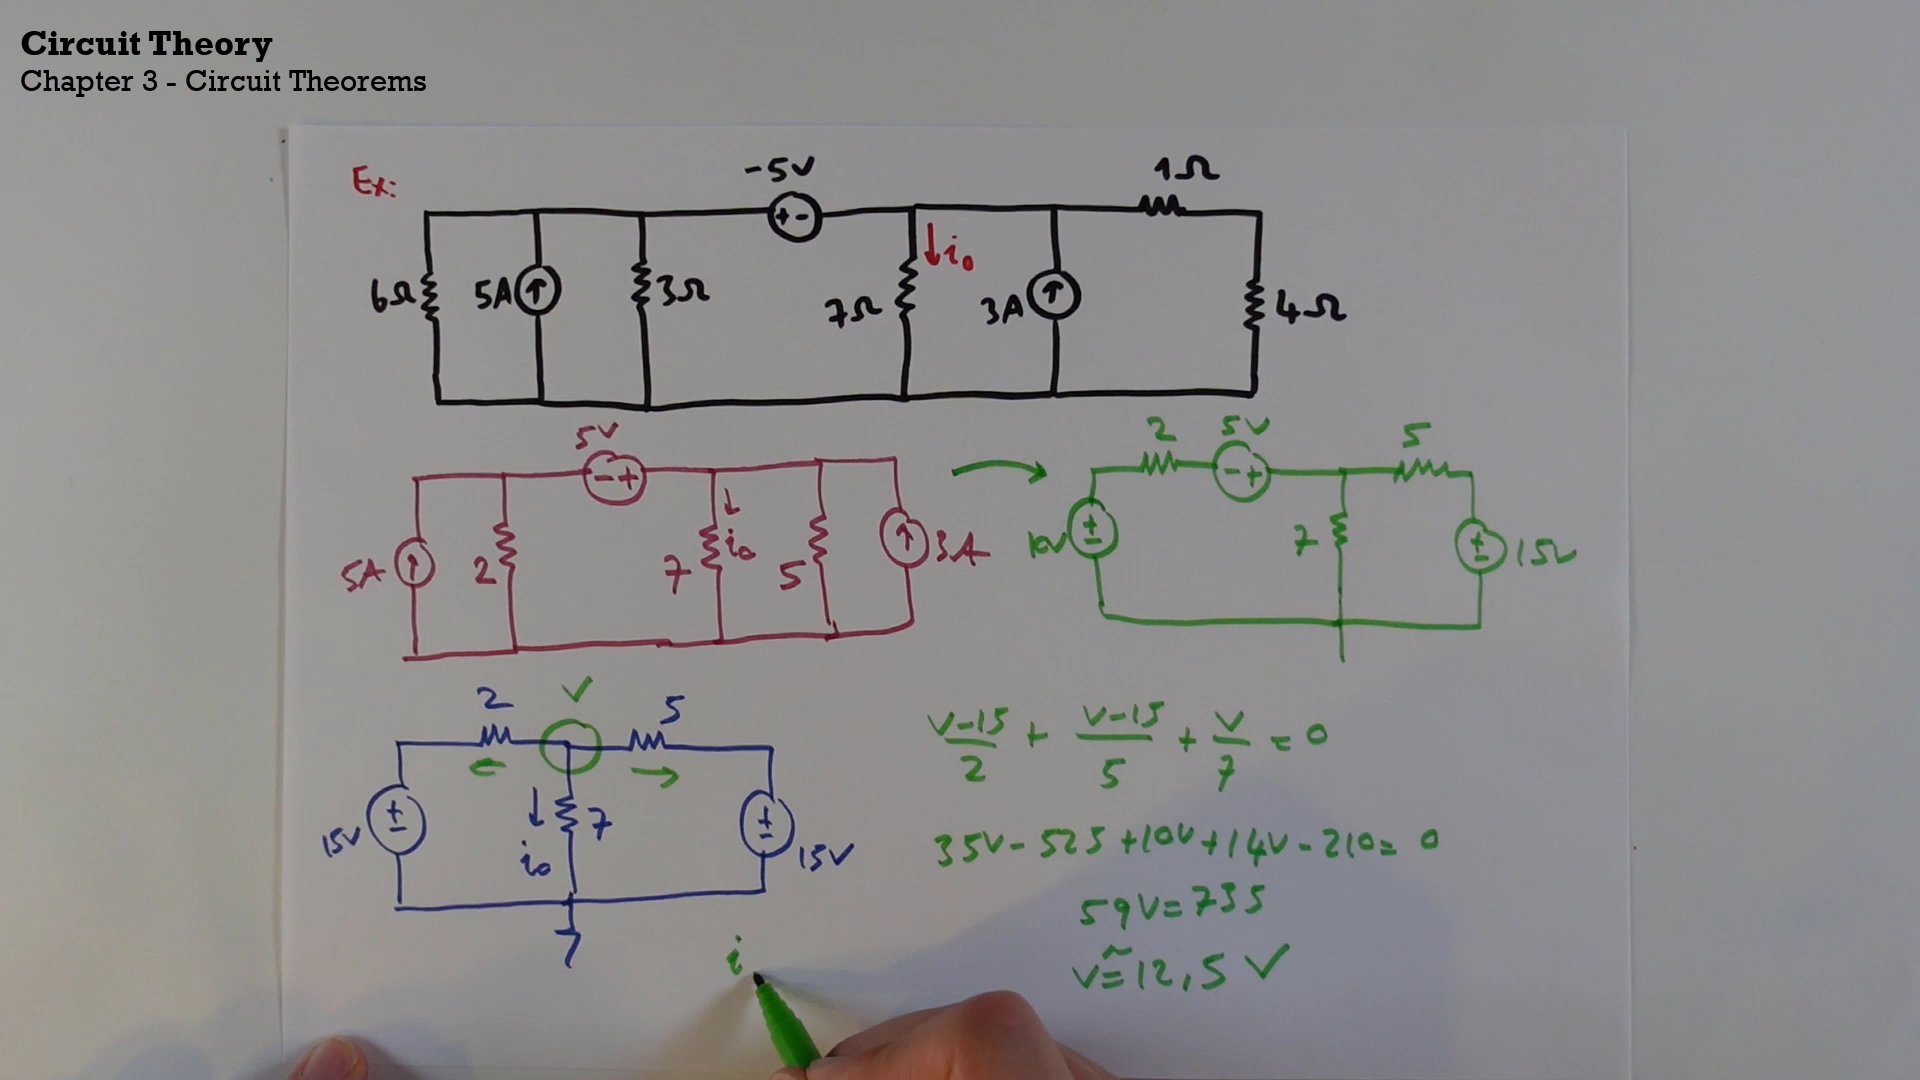 Circuit Theory
Chapter 3 - Circuit Theorems
Ex:
-5V
1Ω
+ -
i₀
6Ω
5A
3Ω
7Ω
3A
4Ω
5V
- +
5A
2
7
i₀
5
3A
2
5V
5
- +
10V
±
7
±
15V
2
V
5
15V
±
i₀
7
±
15V
V-15/2 + V-15/5 + V/7 = 0
35V - 525 + 10V + 14V - 210 = 0
59V = 735
V ≅ 12,5 V
i